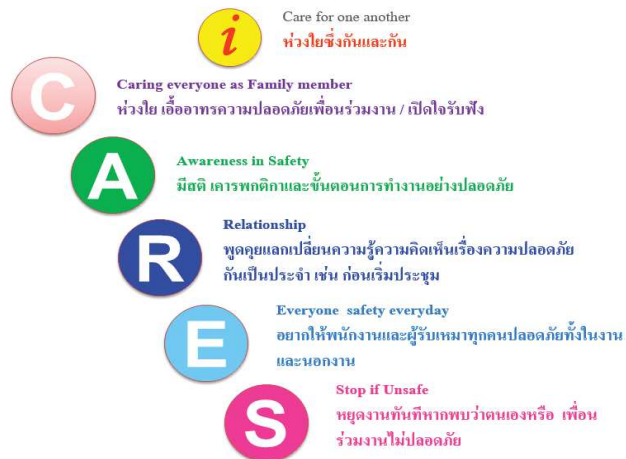 i
Care for one another
ห่วงใยซึ่งกันและกัน
C
Caring everyone as Family member
ห่วงใย เอื้ออาทรความปลอดภัยเพื่อนร่วมงาน / เปิดใจรับฟัง
A
Awareness in Safety
มีสติ เคารพกติกาและขั้นตอนการทำงานอย่างปลอดภัย
R
Relationship
พูดคุยแลกเปลี่ยนความรู้ความคิดเห็นเรื่องความปลอดภัย
กันเป็นประจำ เช่น ก่อนเริ่มประชุม
E
Everyone safety everyday
อยากให้พนักงานและผู้รับเหมาทุกคนปลอดภัยทั้งในงาน
และนอกงาน
S
Stop if Unsafe
หยุดงานทันทีหากพบว่าตนเองหรือ เพื่อน
ร่วมงานไม่ปลอดภัย